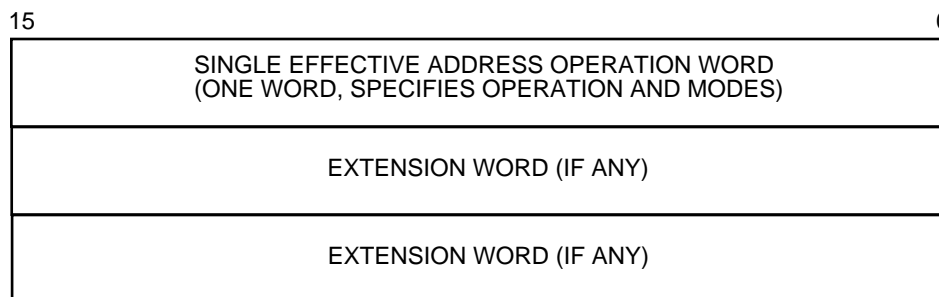 15
SINGLE EFFECTIVE ADDRESS OPERATION WORD
(ONE WORD, SPECIFIES OPERATION AND MODES)
EXTENSION WORD (IF ANY)
EXTENSION WORD (IF ANY)